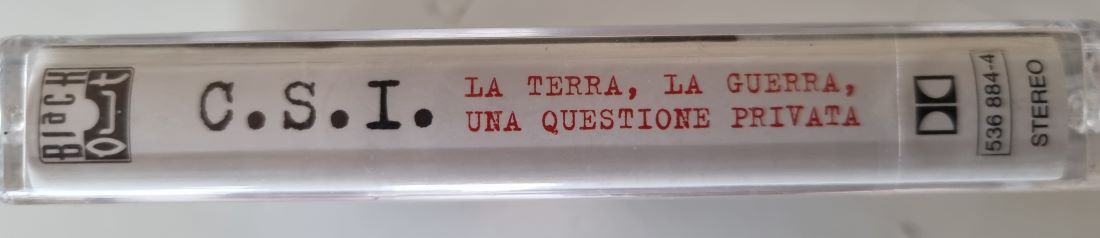 Black
Out
C.S.I.
LA TERRA, LA GUERRA,
UNA QUESTIONE PRIVATA
536 884-4
STEREO